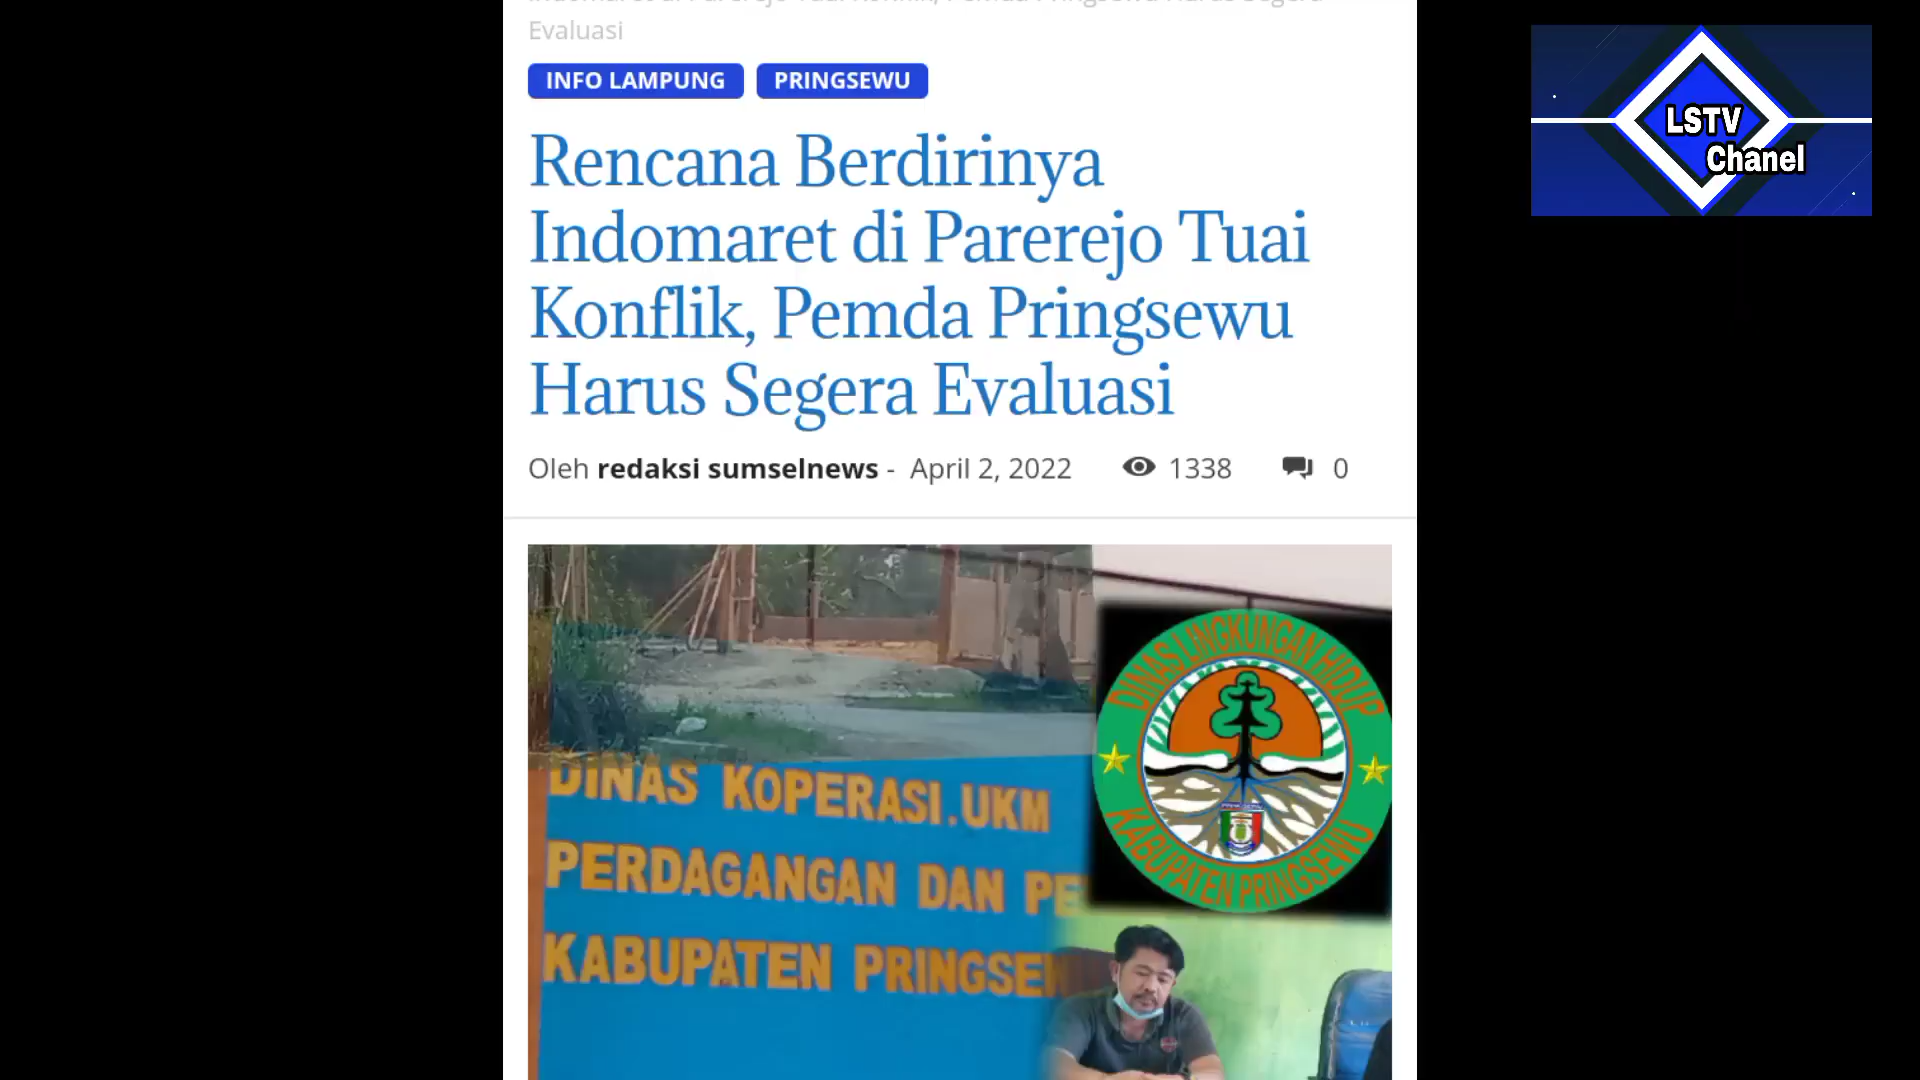 Evaluasi
INFO LAMPUNG PRINGSEWU
Rencana Berdirinya
Indomaret di Parerejo Tuai
Konflik, Pemda Pringsewu
Harus Segera Evaluasi
Oleh redaksi sumselnews - April 2, 2022 1338 0
LSTV
Chanel
DINAS LINGKUNGAN HIDUP
KABUPATEN PRINGSEWU
DINAS KOPERASI.UKM
PERDAGANGAN DAN PE
KABUPATEN PRINGSEW